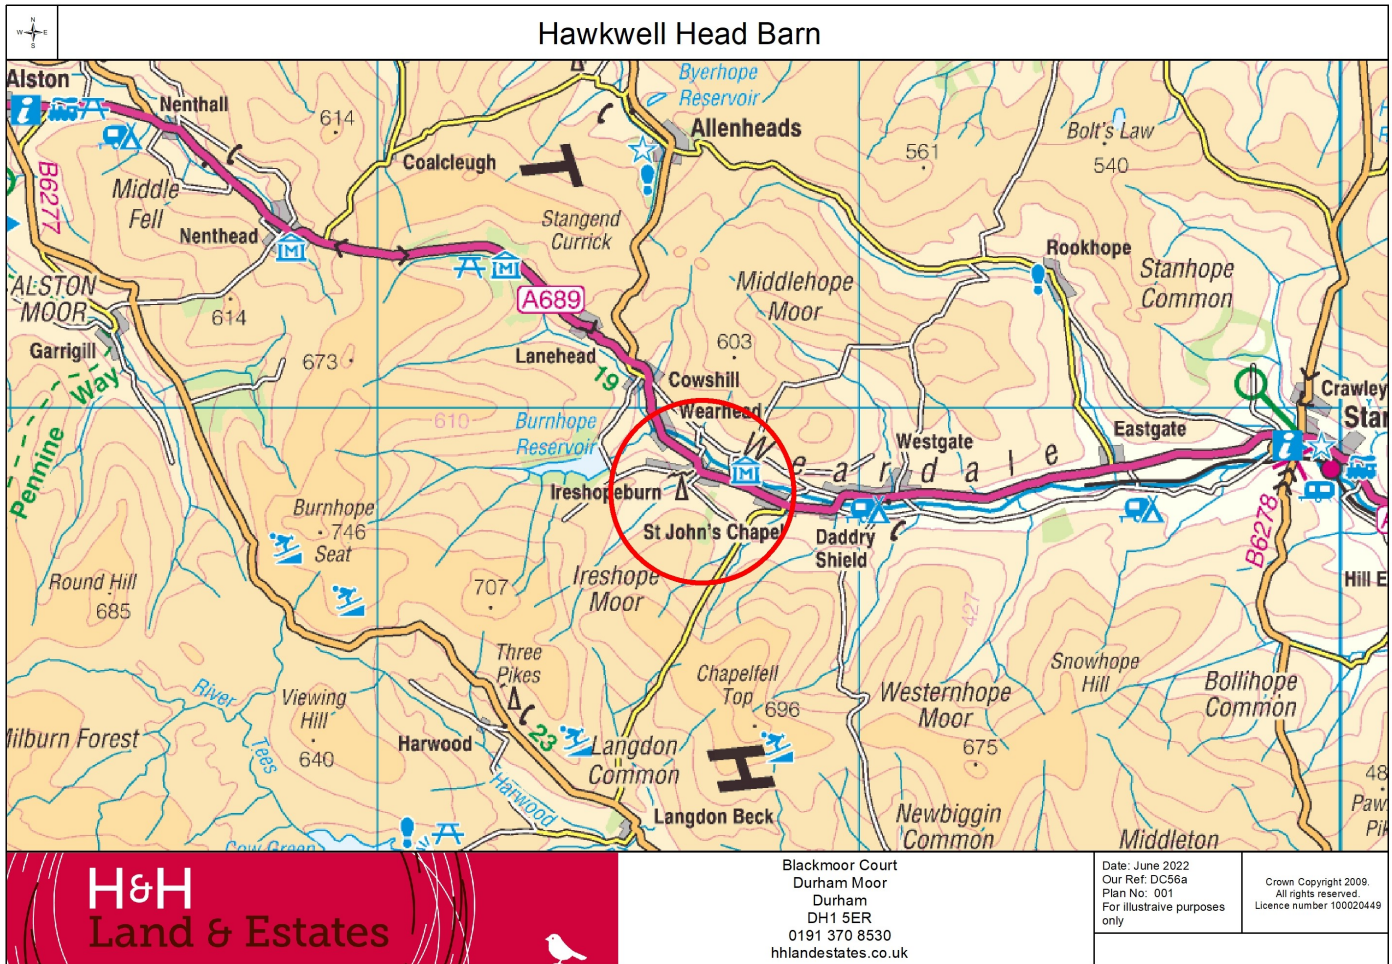 Hawkwell Head Barn
N
W E
S
Alston
Nenthall
614
Coalcleugh
Byerhope
Reservoir
Allenheads
561
Bolt's Law
540
B6277
Middle
Fell
Nenthead
Stangend
Currick
Rookhope
Stanhope
Common
ALSTON
MOOR
614
A689
Middlehope
Moor
Garrigill
673
Lanehead
19
603
Cowshill
Crawley
Pennine Way
610
Burnhope
Reservoir
Wearhead
Weardale
Westgate
Eastgate
Star
Ireshopeburn
Burnhope
746
Seat
St John's Chapel
Daddry
Shield
B6278
Round Hill
685
707
Ireshope
Moor
427
Hill E
Three
Pikes
Chapelfell
Top
696
Snowhope
Hill
River
Tees
Viewing
Hill
640
Westernhope
Moor
675
Bollihope
Common
Milburn Forest
Harwood
23
Langdon
Common
Harwood
Langdon Beck
Newbiggin
Common
Middleton
48
Paw
Pik
Cow Green
H&H
Land & Estates
Blackmoor Court
Durham Moor
Durham
DH1 5ER
0191 370 8530
hhlandestates.co.uk
Date: June 2022
Our Ref: DC56a
Plan No: 001
For illustraive purposes
only
Crown Copyright 2009.
All rights reserved.
Licence number 100020449